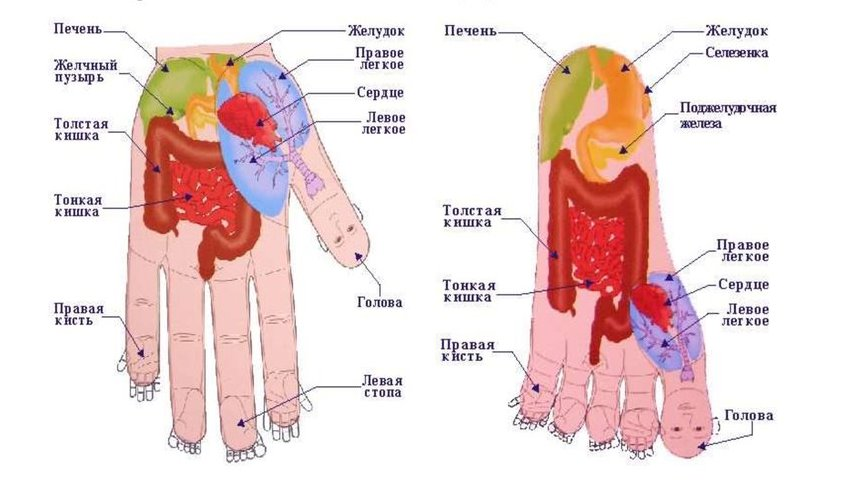 Печень
Желчный
пузырь
Толстая
кишка
Тонкая
кишка
Правая
кисть
Желудок
Правое
легкое
Сердце
Левое
легкое
Голова
Левая
стопа
Печень
Желудок
Селезенка
Поджелудочная
железа
Толстая
кишка
Тонкая
кишка
Правая
кисть
Правое
легкое
Сердце
Левое
легкое
Голова